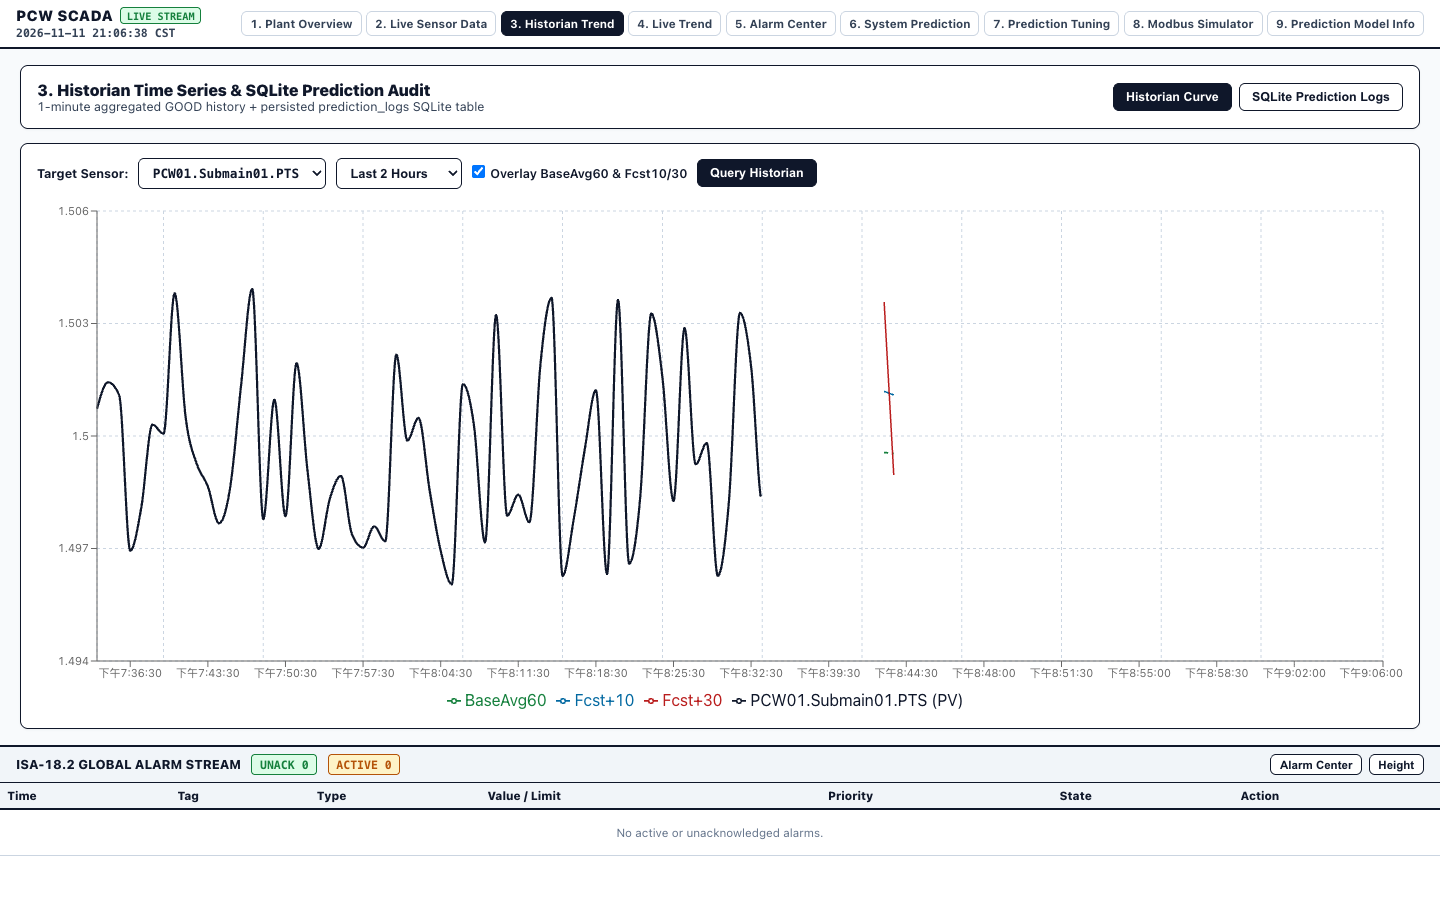 PCW SCADA LIVE STREAM
2026-11-11 21:06:38 CST
1. Plant Overview
2. Live Sensor Data
3. Historian Trend
4. Live Trend
5. Alarm Center
6. System Prediction
7. Prediction Tuning
8. Modbus Simulator
9. Prediction Model Info
3. Historian Time Series & SQLite Prediction Audit
1-minute aggregated GOOD history + persisted prediction_logs SQLite table
Historian Curve
SQLite Prediction Logs
Target Sensor: PCW01.Submain01.PTS Last 2 Hours Overlay BaseAvg60 & Fcst10/30 Query Historian
1.506
1.503
1.5
1.497
1.494
下午7:36:30 下午7:43:30 下午7:50:30 下午7:57:30 下午8:04:30 下午8:11:30 下午8:18:30 下午8:25:30 下午8:32:30 下午8:39:30 下午8:44:30 下午8:48:00 下午8:51:30 下午8:55:00 下午8:58:30 下午9:02:00 下午9:06:00
BaseAvg60 Fcst+10 Fcst+30 PCW01.Submain01.PTS (PV)
ISA-18.2 GLOBAL ALARM STREAM UNACK 0 ACTIVE 0 Alarm Center Height
Time Tag Type Value / Limit Priority State Action
No active or unacknowledged alarms.